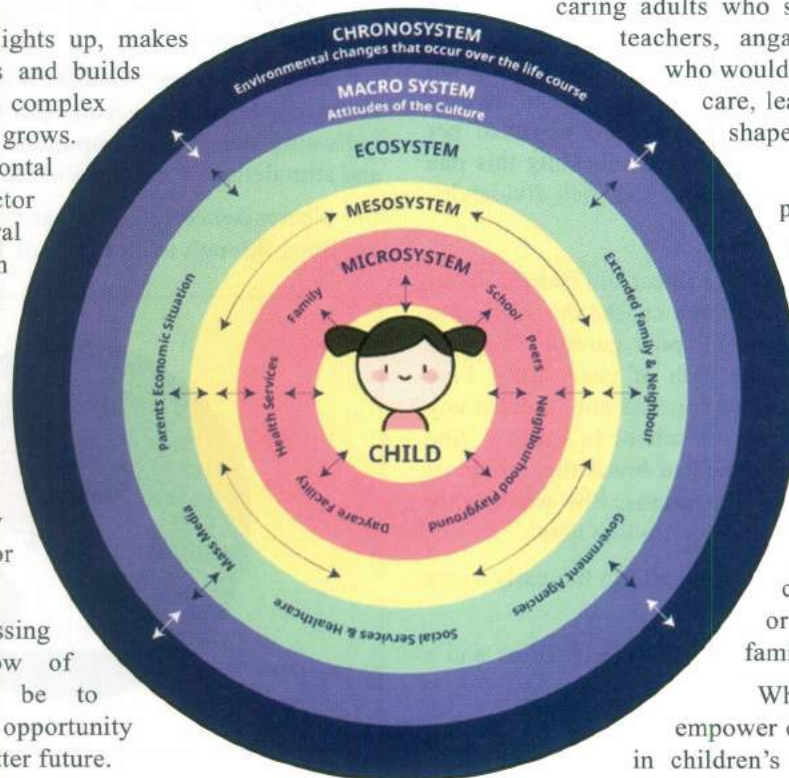 CHRONOSYSTEM
Environmental changes that occur over the life course
MACRO SYSTEM
Attitudes of the Culture
ECOSYSTEM
MESOSYSTEM
MICROSYSTEM
Family
School
Peers
Neighbourhood Playground
Daycare Facility
Health Services
CHILD
Parents Economic Situation
Extended Family & Neighbour
Mass Media
Social Services & Healthcare
Government Agencies
ights up, makes
and builds
complex
grows.
ontal
ctor
ral
or
ssing
ow of
be to
opportunity
tter future.
caring adults who s
teachers, anga
who would
care, lea
shape
p
c
or
fami
Wh
empower
in children's